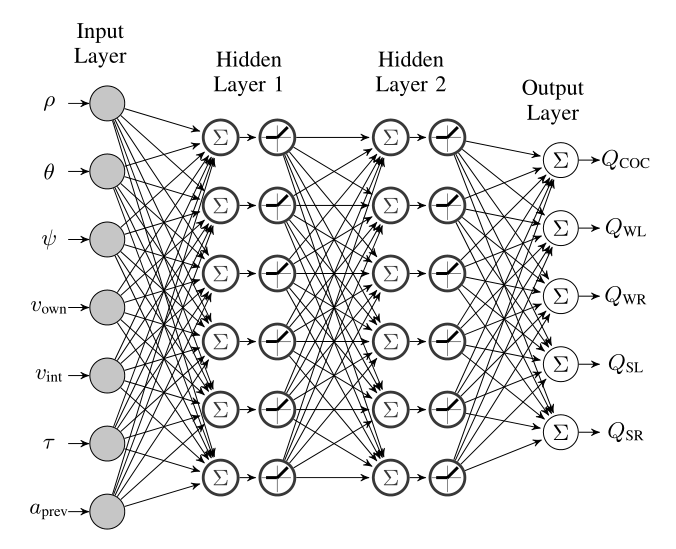 Input
Layer
Hidden
Layer 1
Hidden
Layer 2
Output
Layer
ρ
θ
ψ
v_own
v_int
τ
a_prev
Σ Σ
Σ Σ
Σ Σ
Σ Σ
Σ Σ
Σ Σ
Σ Q_COC
Σ Q_WL
Σ Q_WR
Σ Q_SL
Σ Q_SR